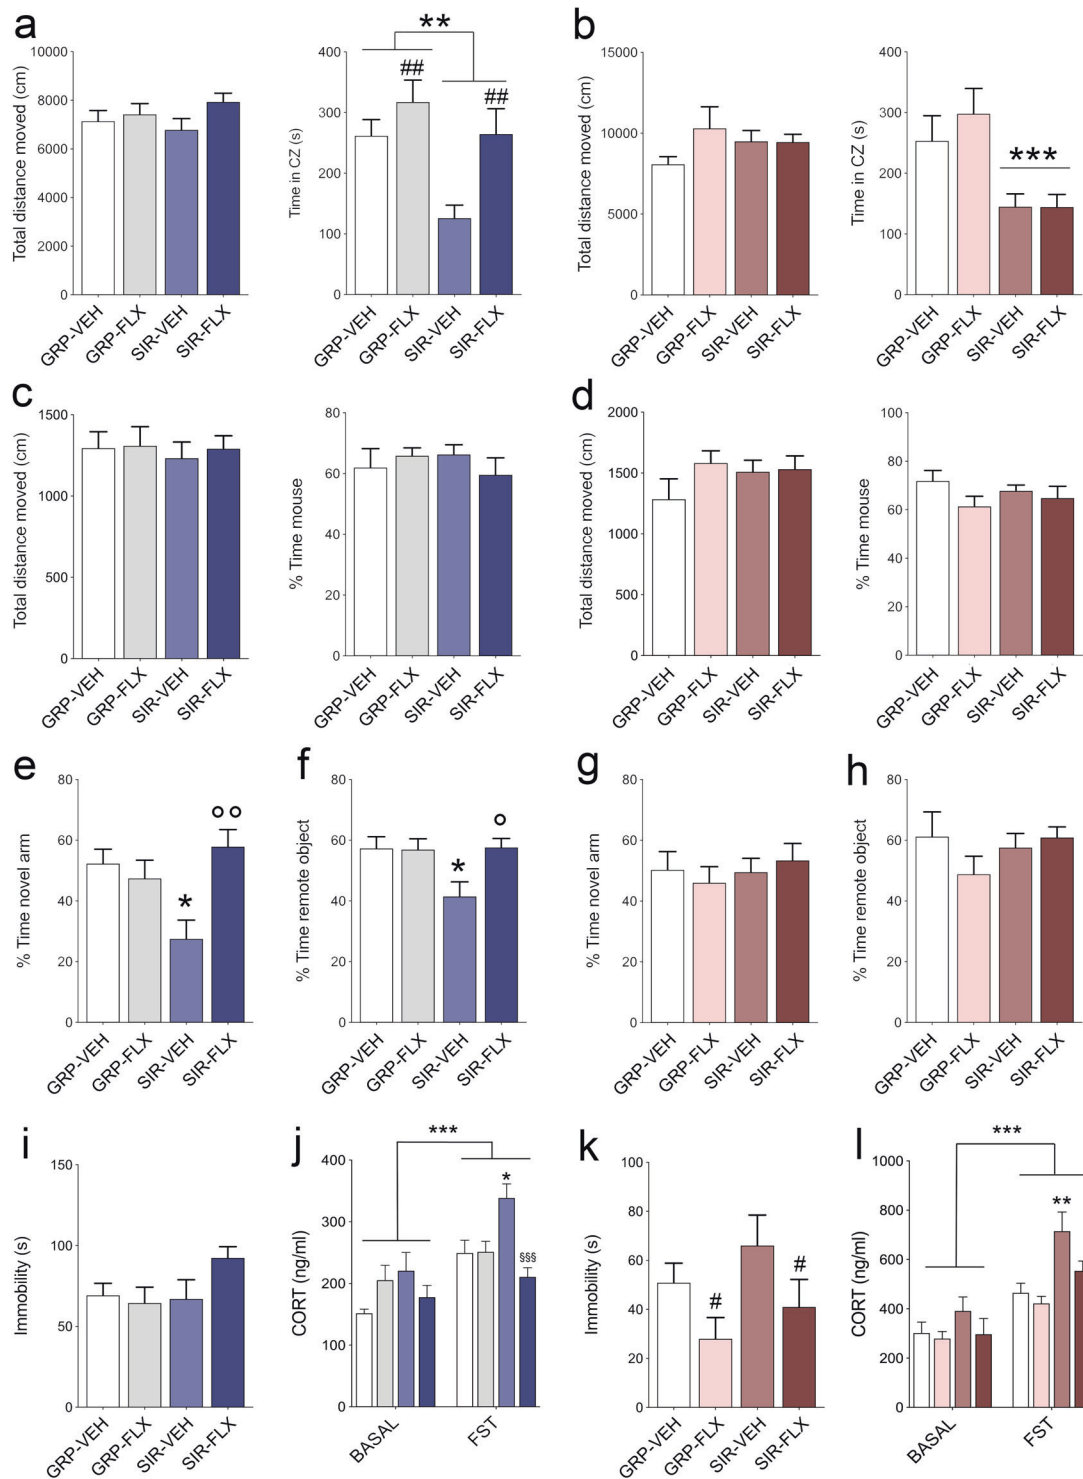 a
Total distance moved (cm)
10000
8000
6000
4000
2000
0
GRP-VEH
GRP-FLX
SIR-VEH
SIR-FLX
Time in CZ (s)
400
300
200
100
0
**
##
##
GRP-VEH
GRP-FLX
SIR-VEH
SIR-FLX
b
Total distance moved (cm)
15000
10000
5000
0
GRP-VEH
GRP-FLX
SIR-VEH
SIR-FLX
Time in CZ (s)
400
300
200
100
0
***
GRP-VEH
GRP-FLX
SIR-VEH
SIR-FLX
c
Total distance moved (cm)
1500
1000
500
0
GRP-VEH
GRP-FLX
SIR-VEH
SIR-FLX
% Time mouse
80
60
40
20
0
GRP-VEH
GRP-FLX
SIR-VEH
SIR-FLX
d
Total distance moved (cm)
2000
1500
1000
500
0
GRP-VEH
GRP-FLX
SIR-VEH
SIR-FLX
% Time mouse
100
80
60
40
20
0
GRP-VEH
GRP-FLX
SIR-VEH
SIR-FLX
e
% Time novel arm
80
60
40
20
0
*
°°
GRP-VEH
GRP-FLX
SIR-VEH
SIR-FLX
f
% Time remote object
80
60
40
20
0
*
°
GRP-VEH
GRP-FLX
SIR-VEH
SIR-FLX
g
% Time novel arm
80
60
40
20
0
GRP-VEH
GRP-FLX
SIR-VEH
SIR-FLX
h
% Time remote object
80
60
40
20
0
GRP-VEH
GRP-FLX
SIR-VEH
SIR-FLX
i
Immobility (s)
150
100
50
0
GRP-VEH
GRP-FLX
SIR-VEH
SIR-FLX
j
CORT (ng/ml)
400
300
200
100
0
***
*
§§§
BASAL
FST
k
Immobility (s)
100
80
60
40
20
0
#
#
GRP-VEH
GRP-FLX
SIR-VEH
SIR-FLX
l
CORT (ng/ml)
1000
800
600
400
200
0
***
**
BASAL
FST